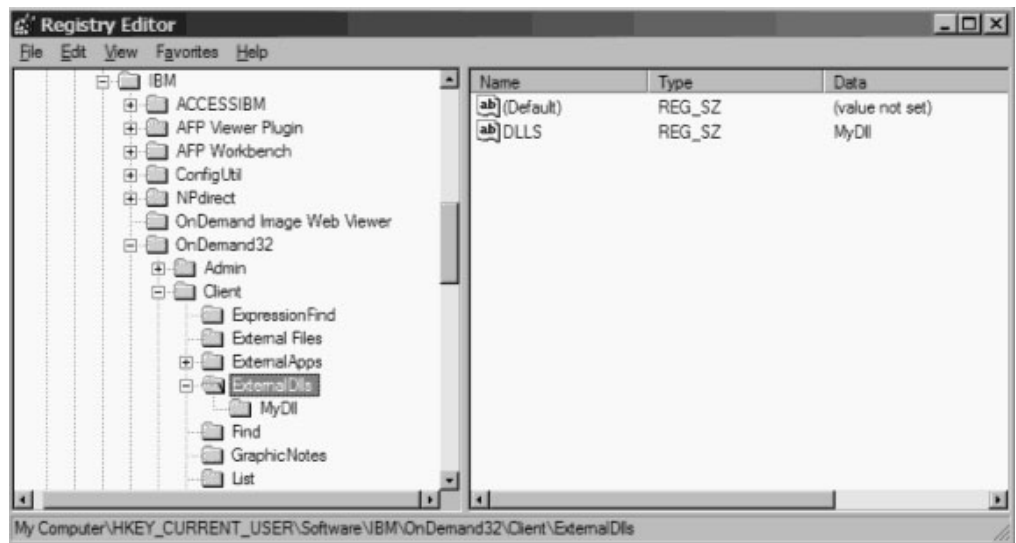 Registry Editor
File Edit View Favorites Help
IBM
ACCESSIBM
AFP Viewer Plugin
AFP Workbench
ConfigUtil
NPdirect
OnDemand Image Web Viewer
OnDemand32
Admin
Client
ExpressionFind
External Files
ExternalApps
ExternalDlls
MyDll
Find
GraphicNotes
List
Name Type Data
ab (Default) REG_SZ (value not set)
ab DLLS REG_SZ MyDll
My Computer\HKEY_CURRENT_USER\Software\IBM\OnDemand32\Client\ExternalDlls